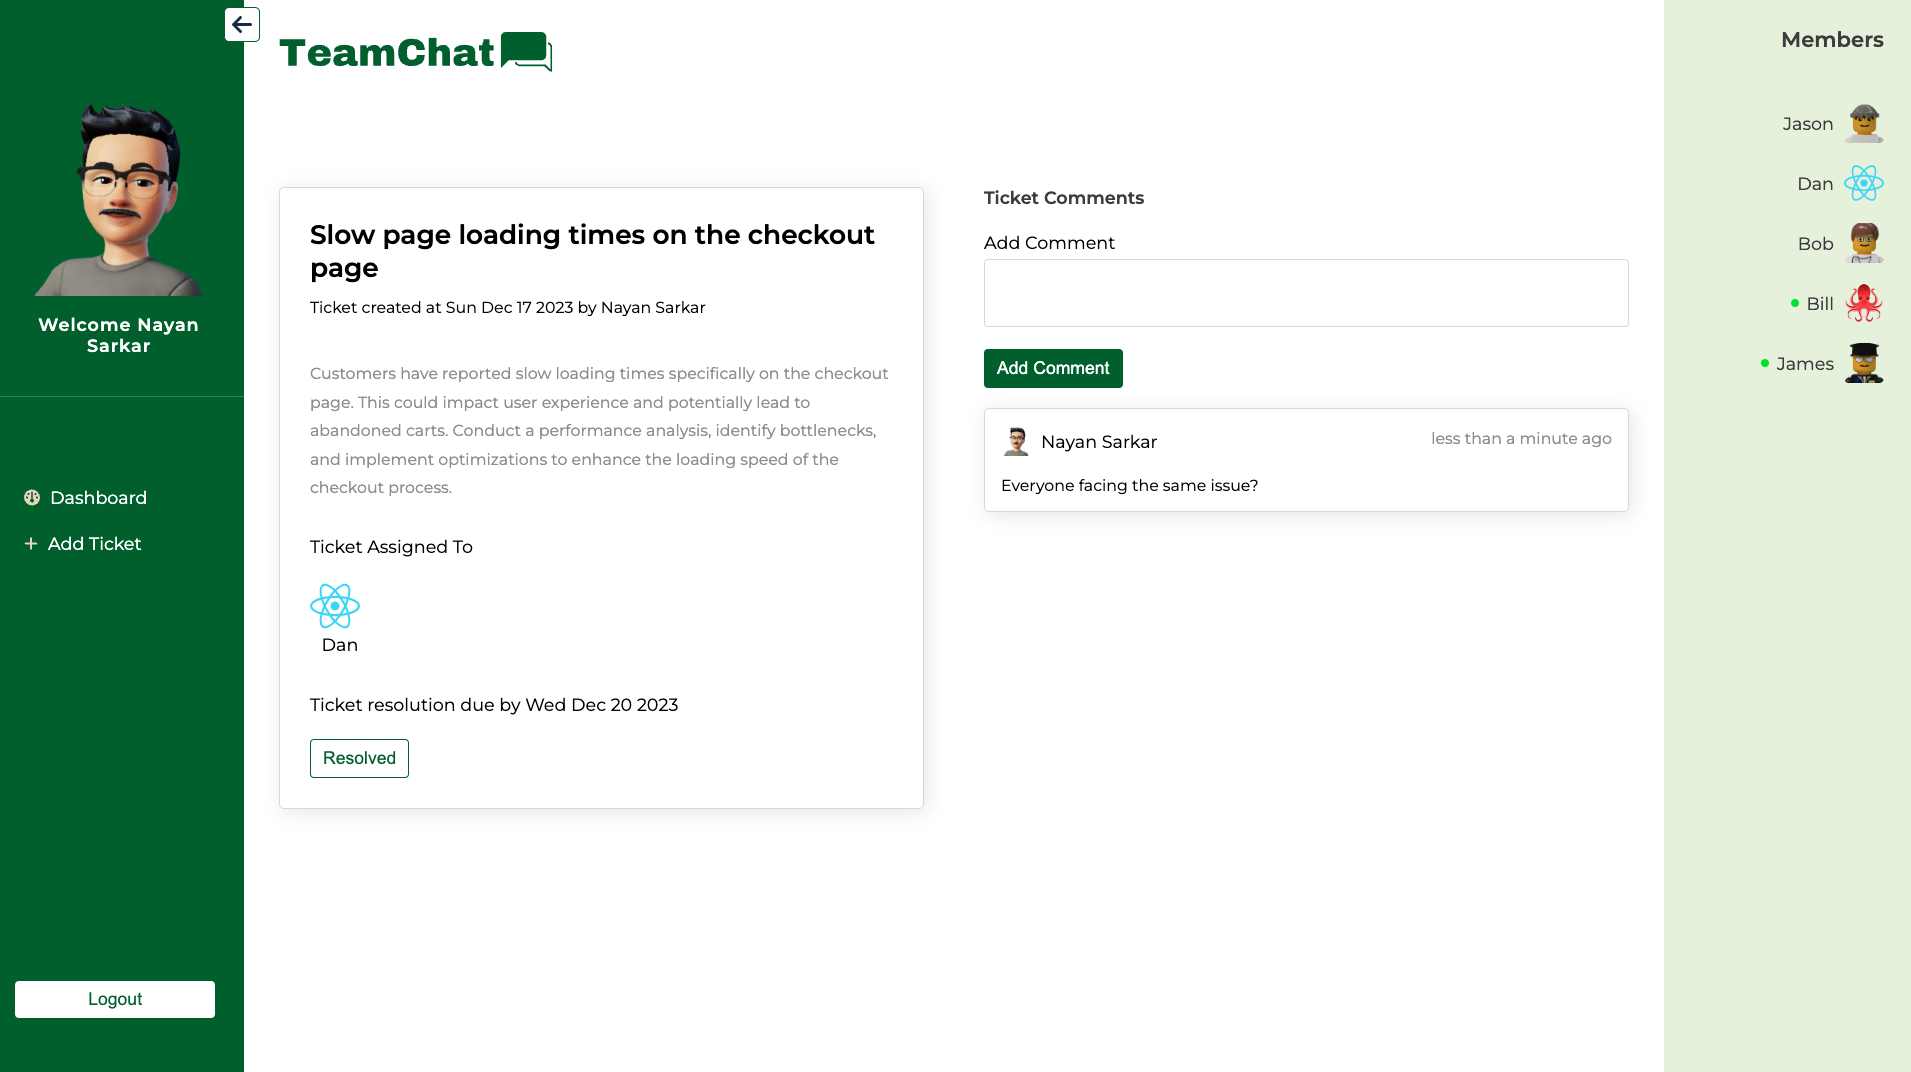 TeamChat
Welcome Nayan
Sarkar
Dashboard
+ Add Ticket
Logout
Slow page loading times on the checkout
page
Ticket created at Sun Dec 17 2023 by Nayan Sarkar
Customers have reported slow loading times specifically on the checkout
page. This could impact user experience and potentially lead to
abandoned carts. Conduct a performance analysis, identify bottlenecks,
and implement optimizations to enhance the loading speed of the
checkout process.
Ticket Assigned To
Dan
Ticket resolution due by Wed Dec 20 2023
Resolved
Ticket Comments
Add Comment
Add Comment
Nayan Sarkar
less than a minute ago
Everyone facing the same issue?
Members
Jason
Dan
Bob
Bill
James